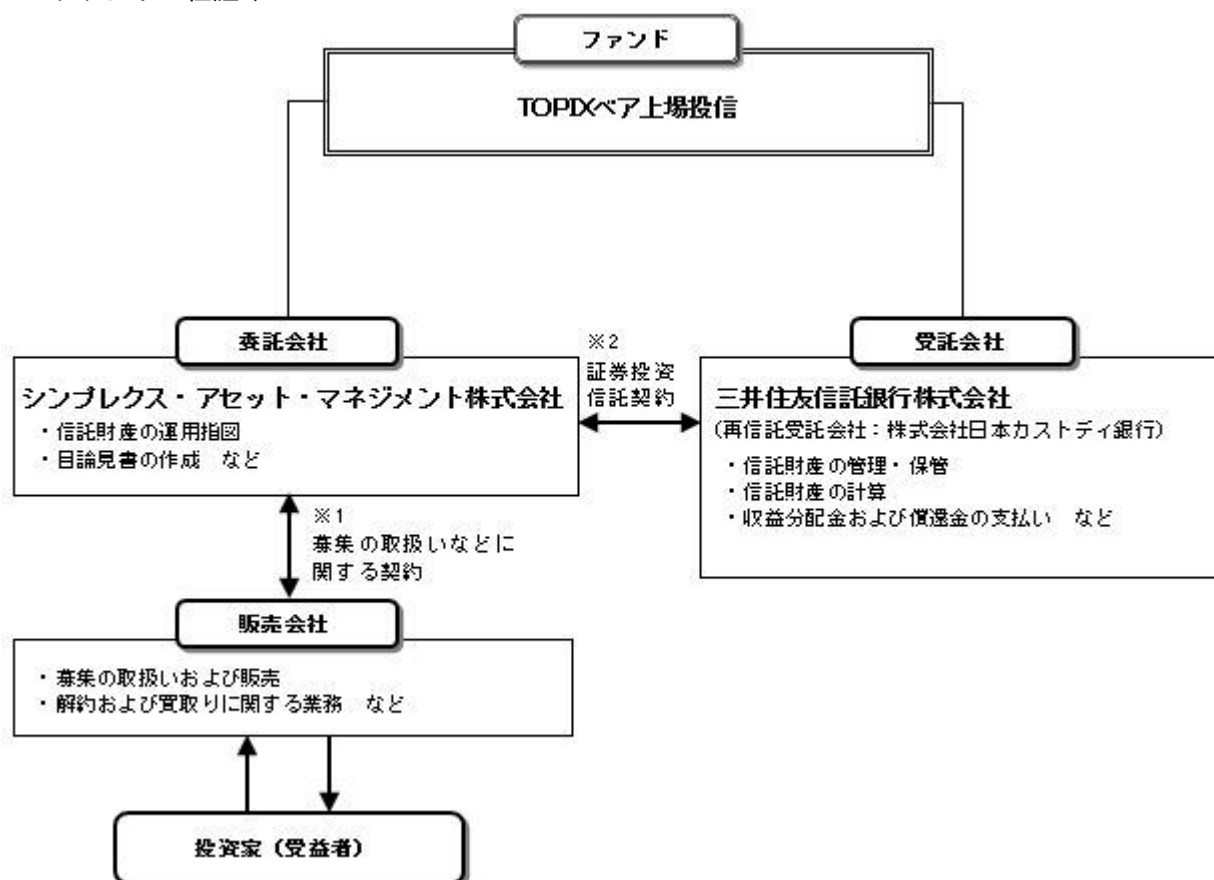 ファンド
TOPIXベア上場投信
委託会社
シンプレクス・アセット・マネジメント株式会社
・信託財産の運用指図
・目論見書の作成　など
※2
証券投資
信託契約
受託会社
三井住友信託銀行株式会社
(再信託受託会社：株式会社日本カストディ銀行)
・信託財産の管理・保管
・信託財産の計算
・収益分配金および償還金の支払い　など
※1
募集の取扱いなどに
関する契約
販売会社
・募集の取扱いおよび販売
・解約および買取りに関する業務　など
投資家（受益者）